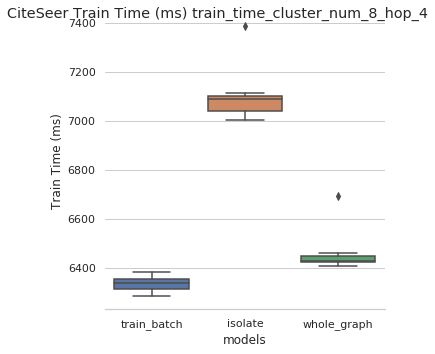 CiteSeer Train Time (ms) train_time_cluster_num_8_hop_4
7400
7200
7000
6800
6600
6400
Train Time (ms)
train_batch isolate whole_graph
models